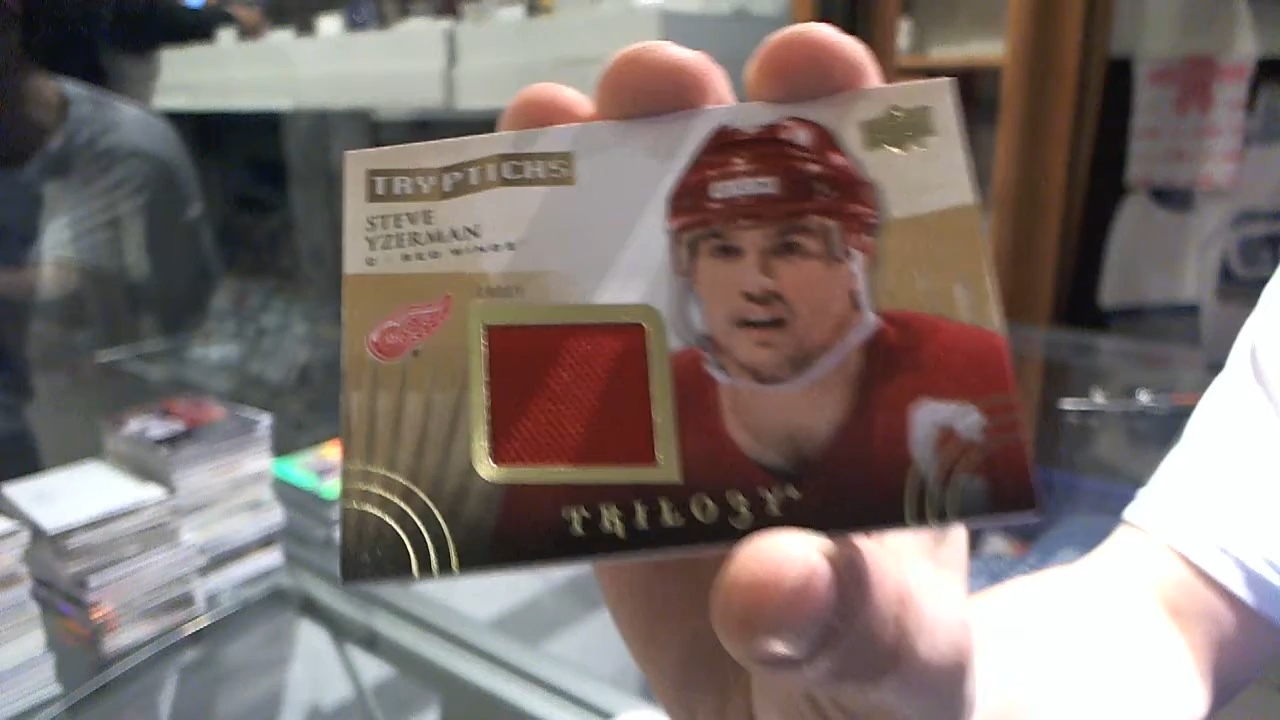 TRYPTICHS
STEVE
YZERMAN
C - RED WINGS
TRILOGY